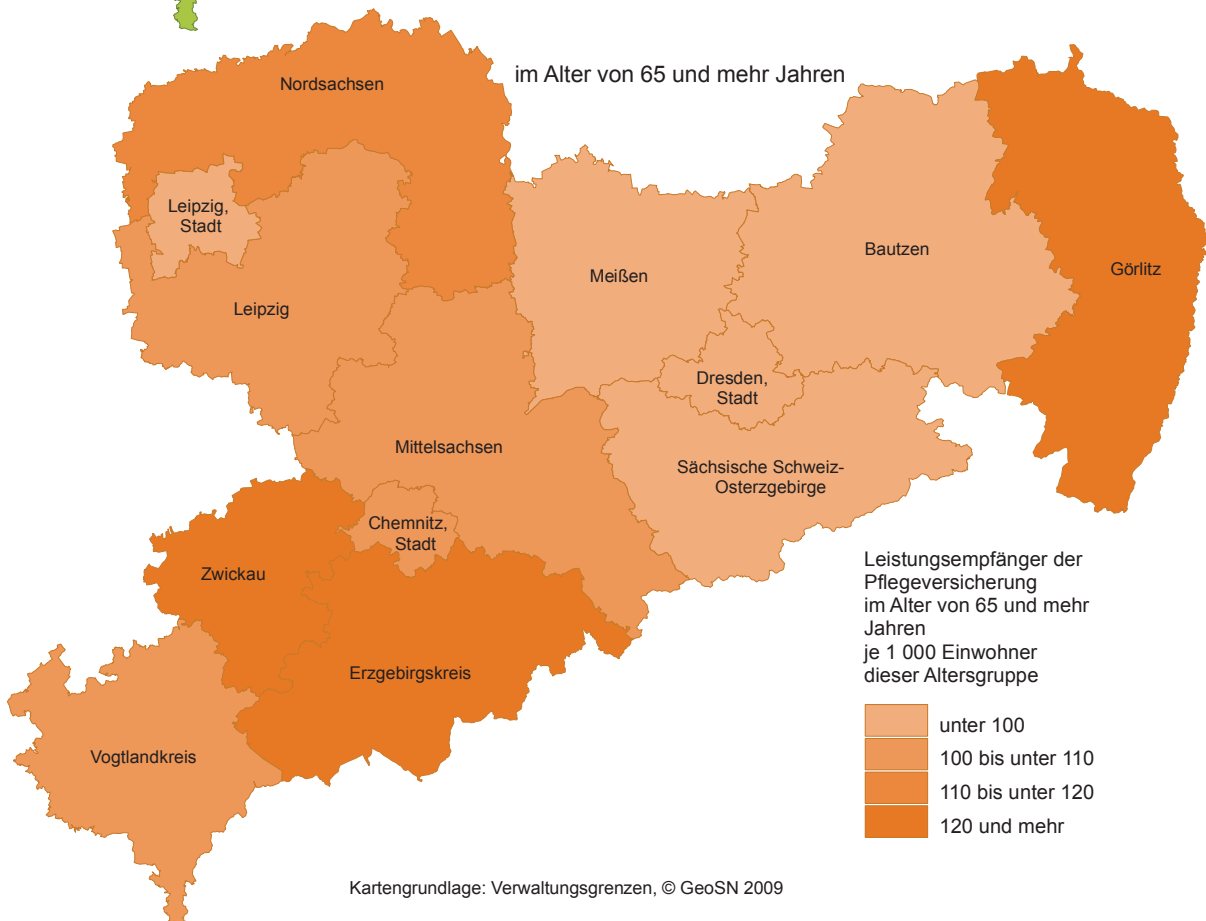 im Alter von 65 und mehr Jahren
Nordsachsen
Leipzig,
Stadt
Leipzig
Meißen
Bautzen
Görlitz
Dresden,
Stadt
Mittelsachsen
Sächsische Schweiz-
Osterzgebirge
Chemnitz,
Stadt
Zwickau
Erzgebirgskreis
Vogtlandkreis
Leistungsempfänger der
Pflegeversicherung
im Alter von 65 und mehr
Jahren
je 1 000 Einwohner
dieser Altersgruppe
unter 100
100 bis unter 110
110 bis unter 120
120 und mehr
Kartengrundlage: Verwaltungsgrenzen, © GeoSN 2009